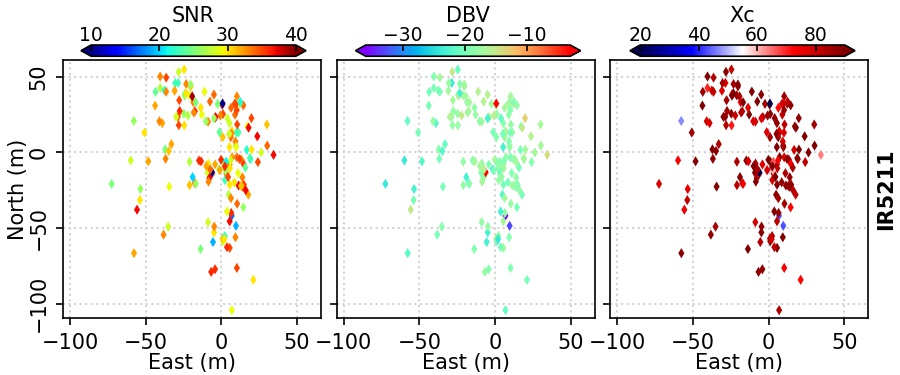 SNR DBV Xc
10 20 30 40 −30 −20 −10 20 40 60 80
50
0
−50
−100
North (m)
IR5211
−100 −50 0 50 −100 −50 0 50 −100 −50 0 50
East (m) East (m) East (m)